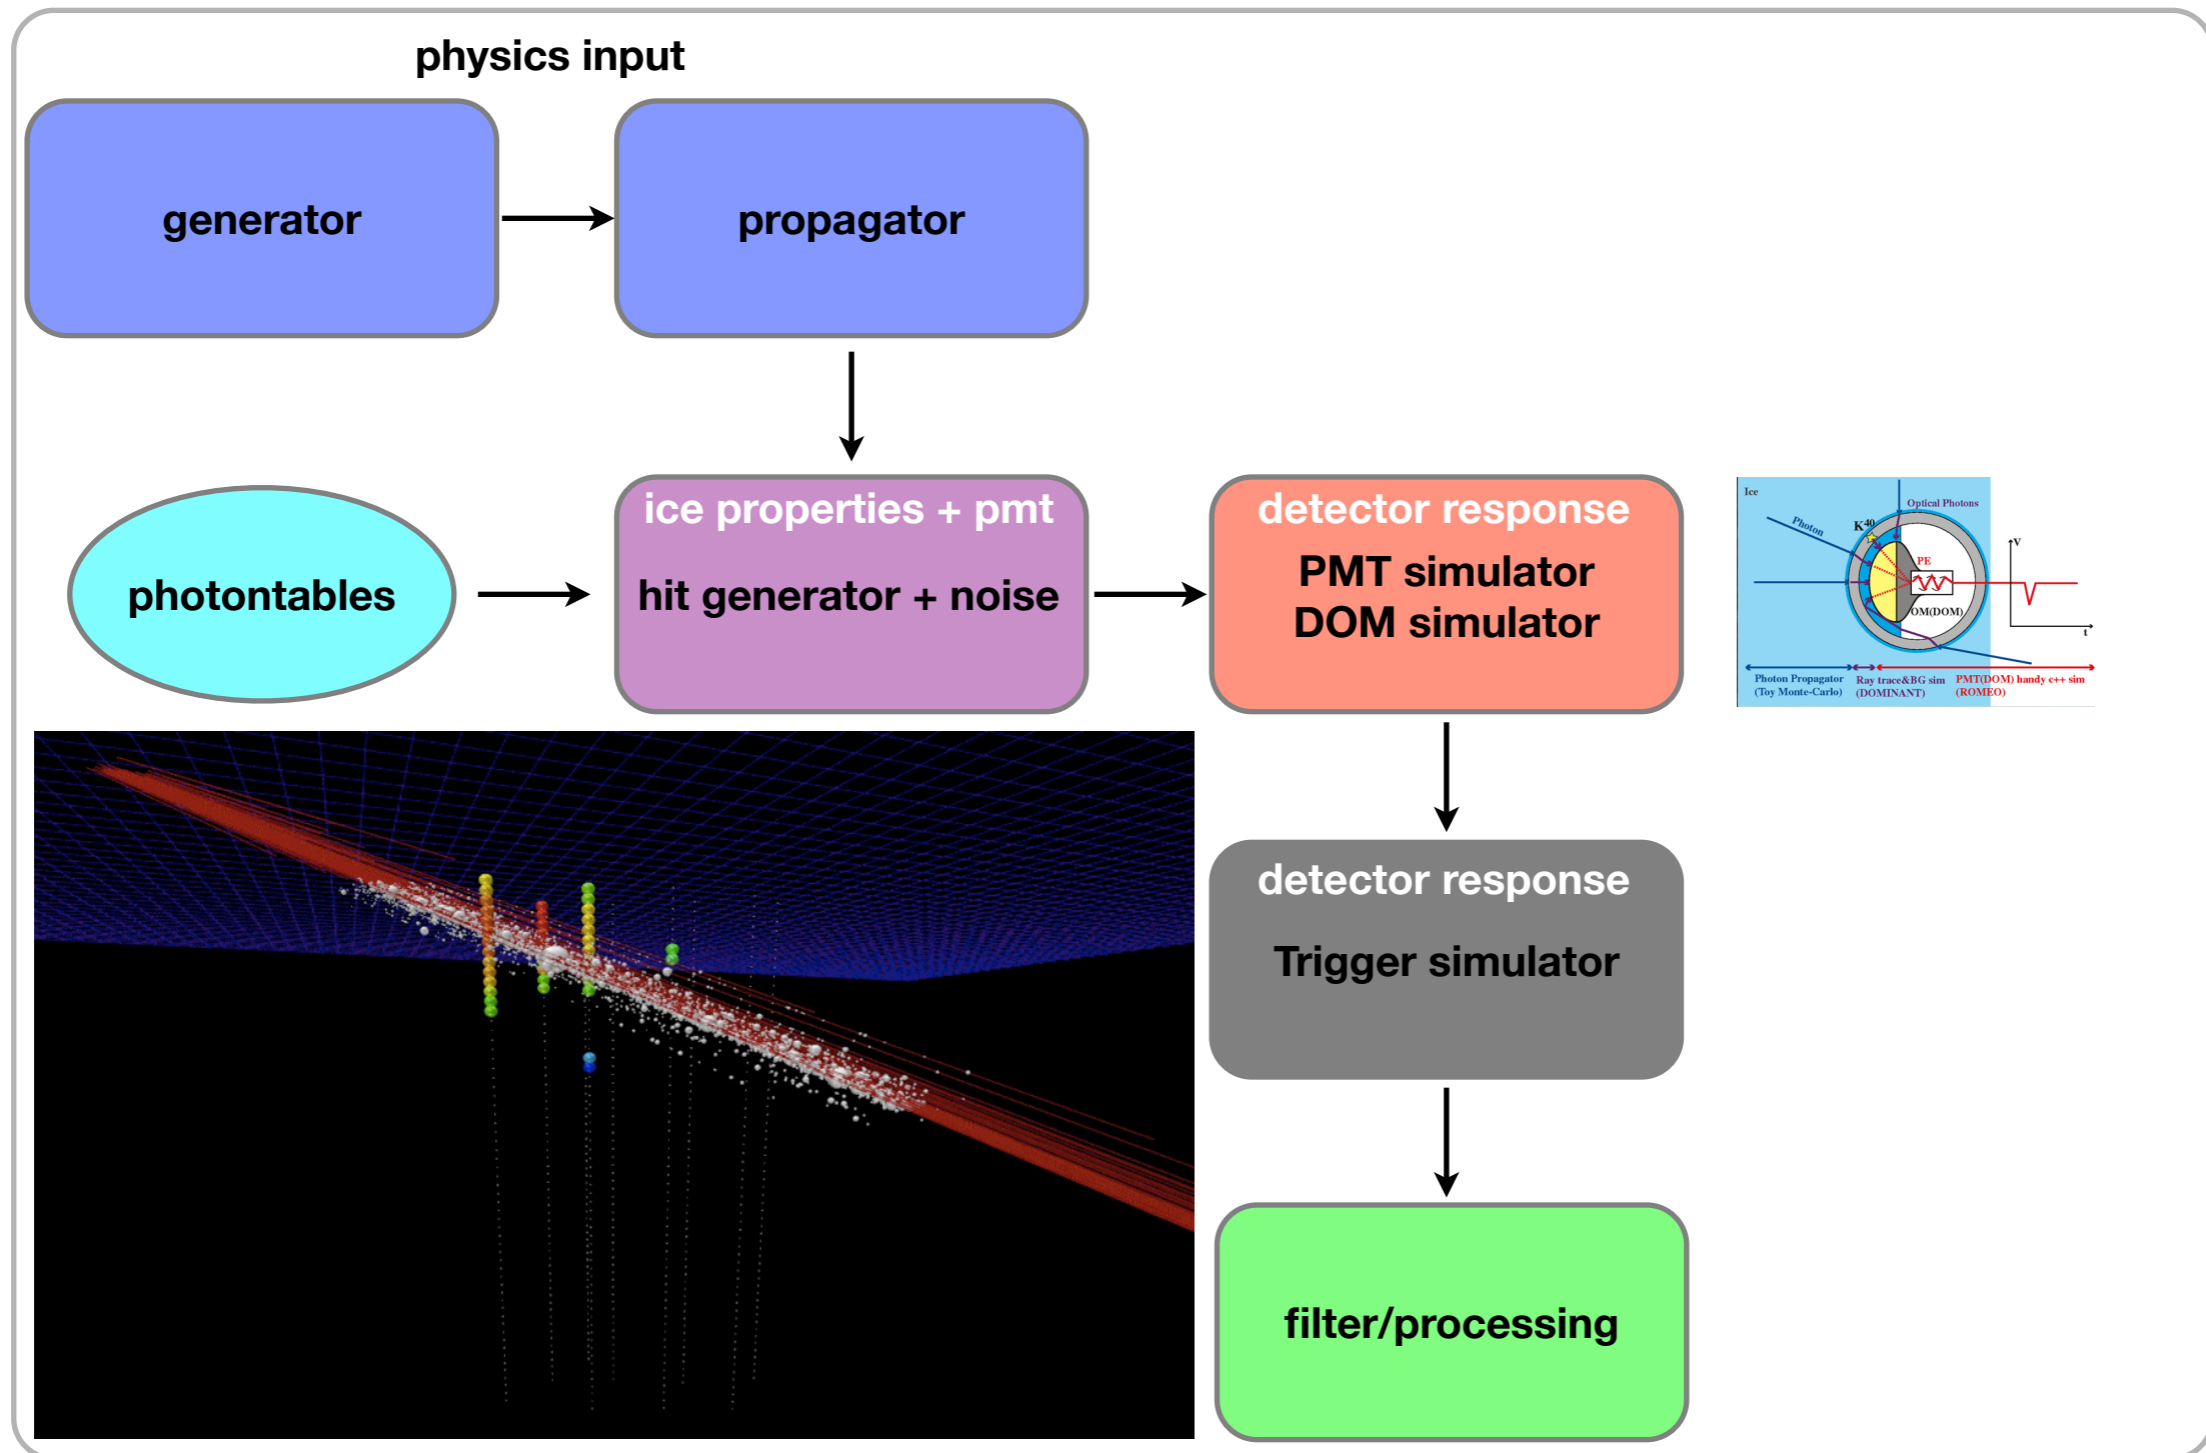 physics input
generator
propagator
photontables
ice properties + pmt
hit generator + noise
detector response
PMT simulator
DOM simulator
Ice
Photon
K40
Optical Photons
PE
OM(DOM)
V
t
Photon Propagator
(Toy Monte-Carlo)
Ray trace&BG sim
(DOMINANT)
PMT(DOM) handy c++ sim
(ROMEO)
detector response
Trigger simulator
filter/processing